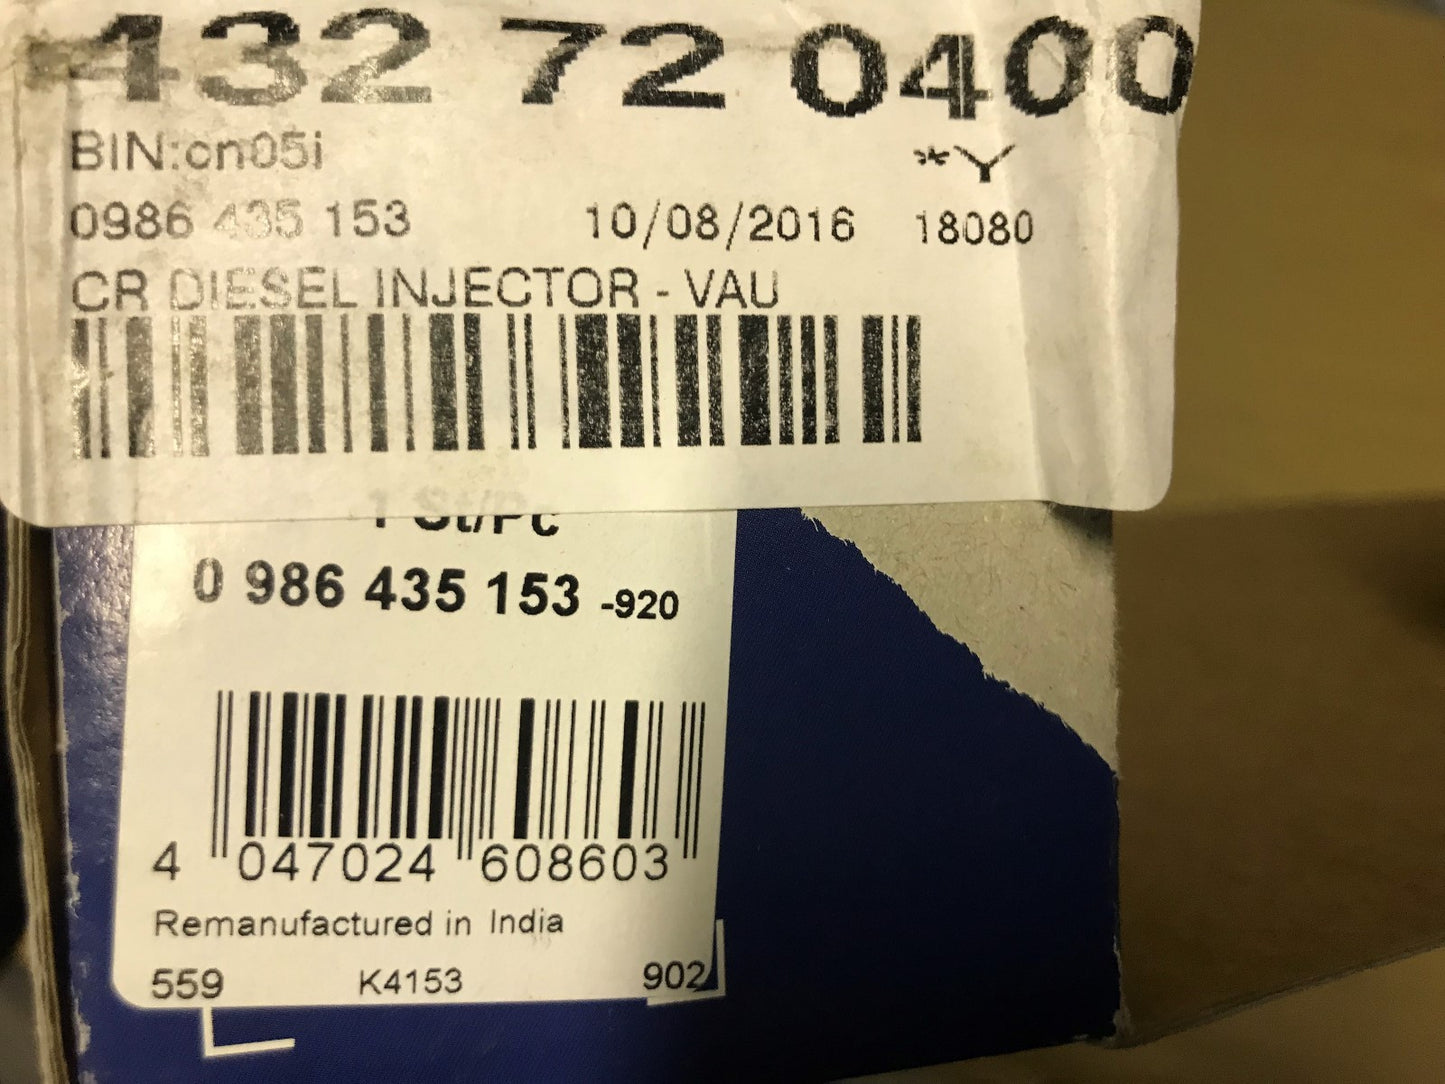 432 72 0400
BIN:cn05i *Y
0986 435 153 10/08/2016 18080
CR DIESEL INJECTOR - VAU
1 St/Pc
0 986 435 153 -920
4 047024 608603
Remanufactured in India
559 K4153 902